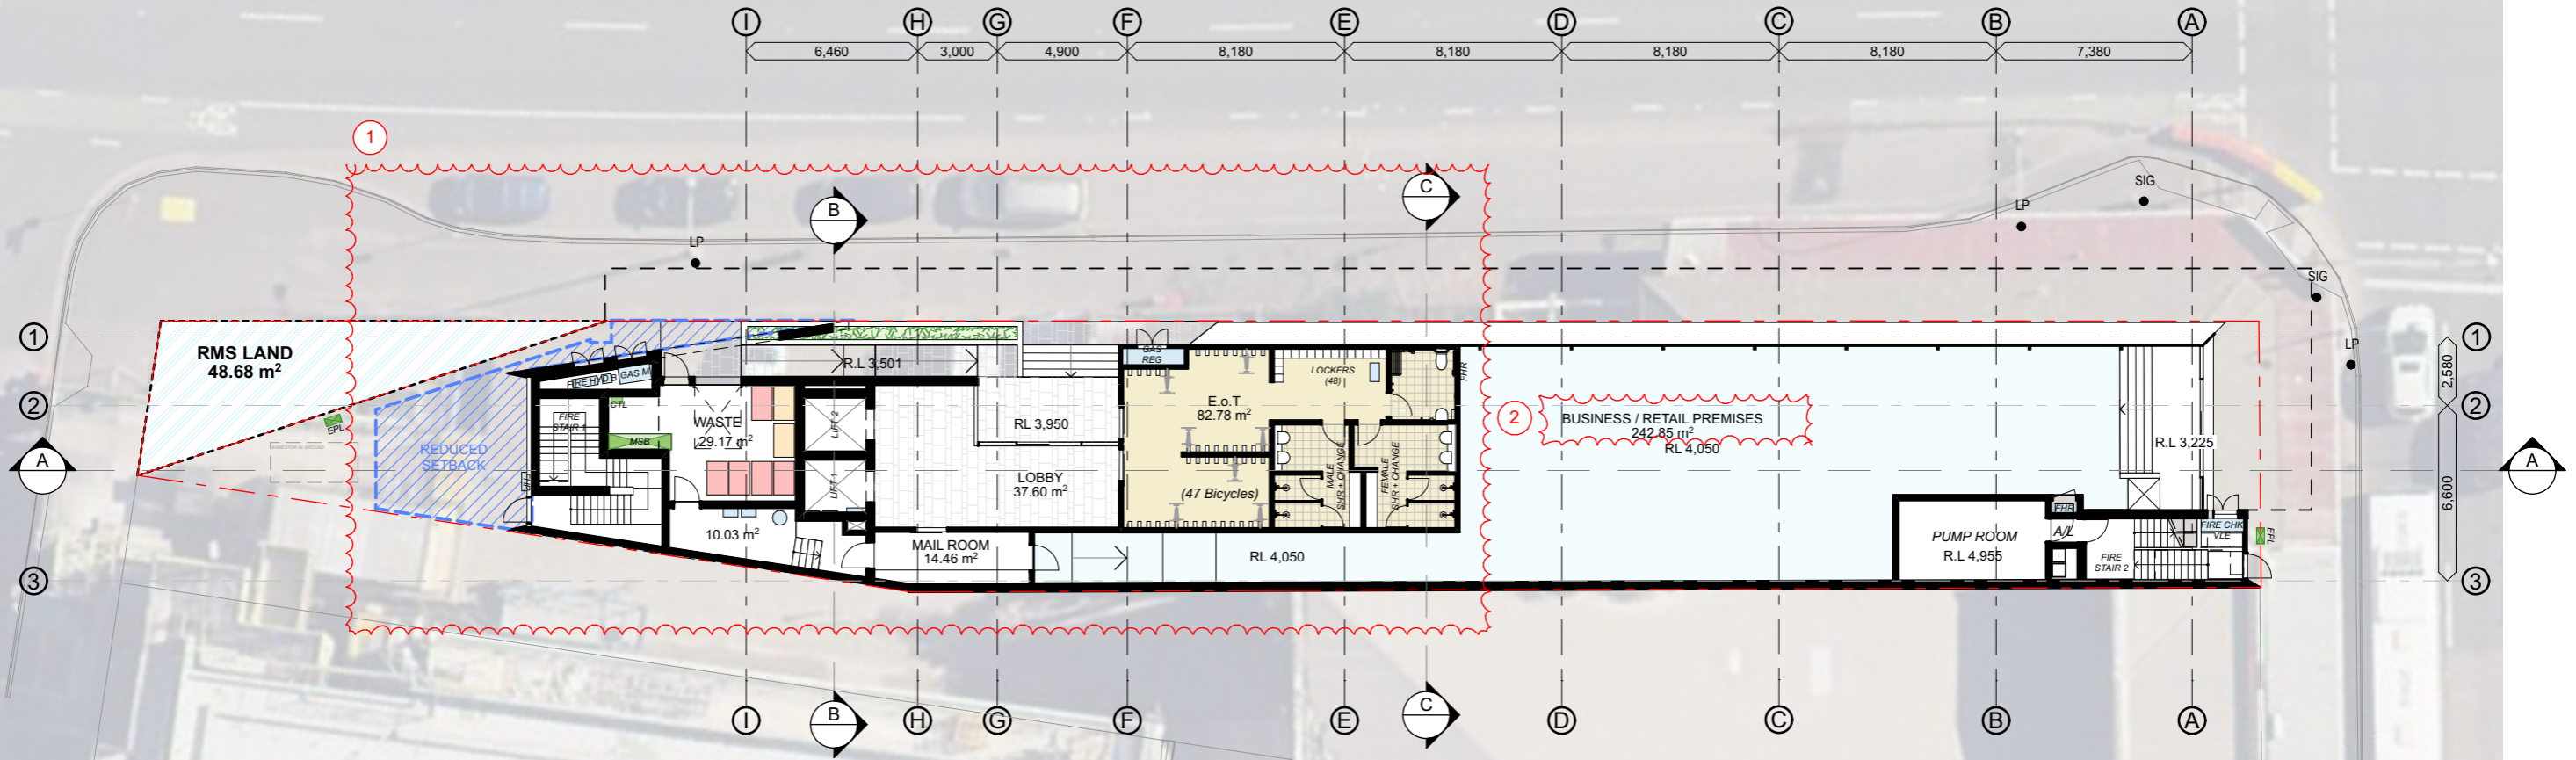 I
H
G
F
E
D
C
B
A
6,460
3,000
4,900
8,180
8,180
8,180
8,180
7,380
1
B
C
SIG
LP
LP
SIG
LP
1
1
RMS LAND
48.68 m²
R.L 3,501
GAS
REG
LOCKERS
(48)
FHR
FIRE HYD B
GAS M
2,580
2
2
CTL
EPL
FIRE
STAIR 1
WASTE
29.17 m²
MSB
LIFT 2
RL 3,950
E.o.T
82.78 m²
2
BUSINESS / RETAIL PREMISES
242.85 m²
RL 4,050
R.L 3,225
A
A
REDUCED
SETBACK
LIFT 1
LOBBY
37.60 m²
(47 Bicycles)
MALE
SHR + CHANGE
FEMALE
SHR + CHANGE
6,600
10.03 m²
MAIL ROOM
14.46 m²
RL 4,050
PUMP ROOM
R.L 4,955
FHR
A/L
FIRE
STAIR 2
FIRE CHK
VLE
EPL
3
3
I
B
H
G
F
E
C
D
C
B
A